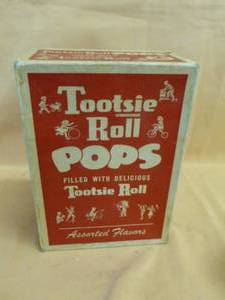 Tootsie
Roll
POPS
FILLED WITH DELICIOUS
Tootsie Roll
Assorted Flavors